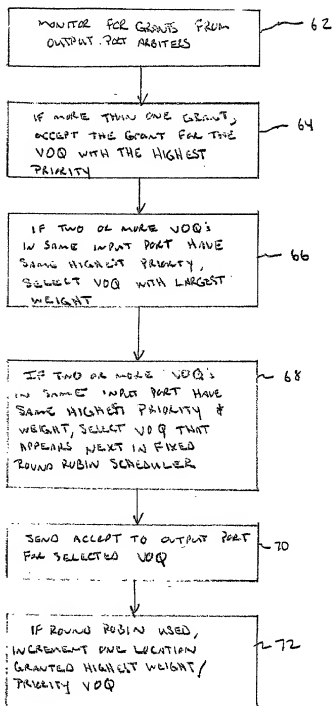 MONITOR FOR GRANTS FROM
OUTPUT PORT ARBITERS
62
IF MORE THAN ONE GRANT,
ACCEPT THE GRANT FOR THE
VOQ WITH THE HIGHEST
PRIORITY
64
IF TWO OR MORE VOQ's
IN SAME INPUT PORT HAVE
SAME HIGHEST PRIORITY,
SELECT VOQ WITH LARGEST
WEIGHT
66
IF TWO OR MORE VOQ's
IN SAME INPUT PORT HAVE
SAME HIGHEST PRIORITY &
WEIGHT, SELECT VOQ THAT
APPEARS NEXT IN FIXED
ROUND ROBIN SCHEDULER
68
SEND ACCEPT TO OUTPUT PORT
FOR SELECTED VOQ
70
IF ROUND ROBIN USED,
INCREMENT ONE LOCATION
GRANTED HIGHEST WEIGHT/
PRIORITY VOQ
72